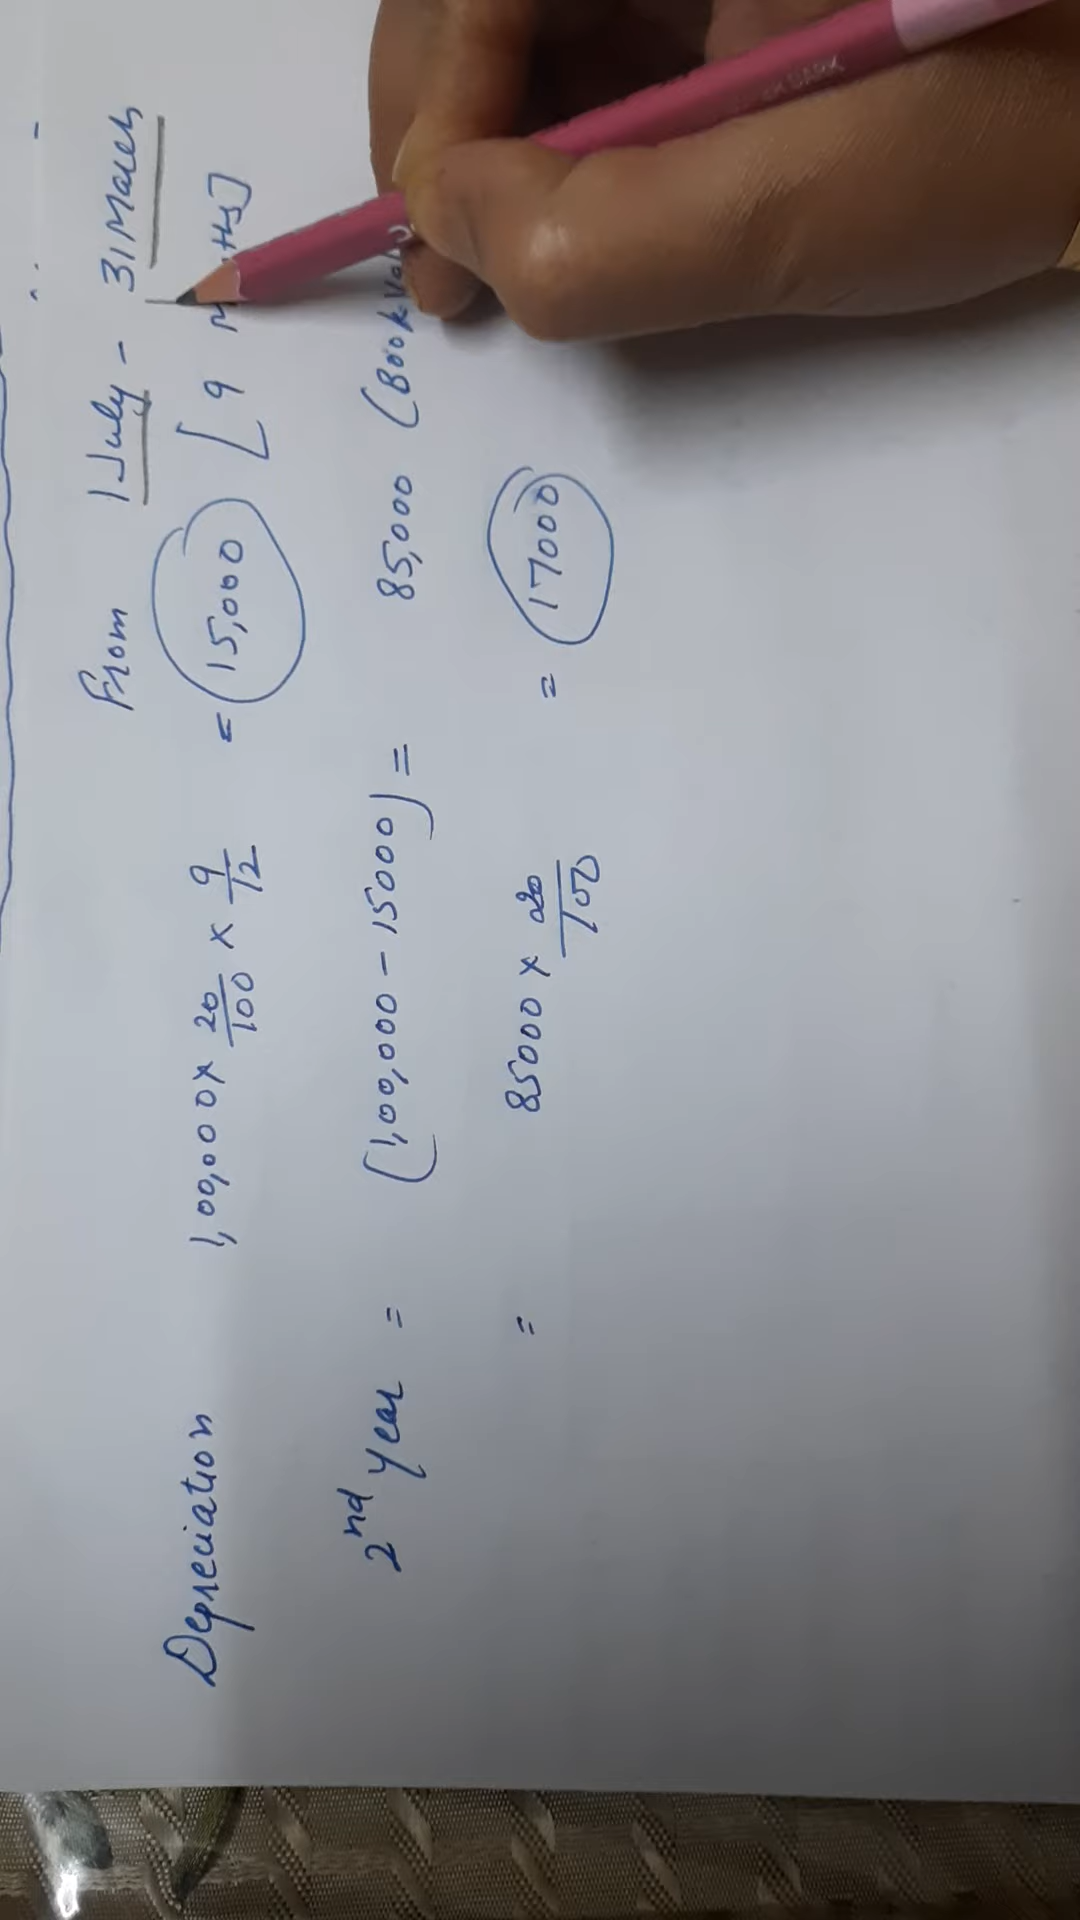 From 1 July - 31 March
Depreciation 1,00,000 x 20/100 x 9/12 = 15,000 [9
2nd year = (1,00,000 - 15000) = 85,000 (Book
= 85000 x 20/100 = 17000
DARK